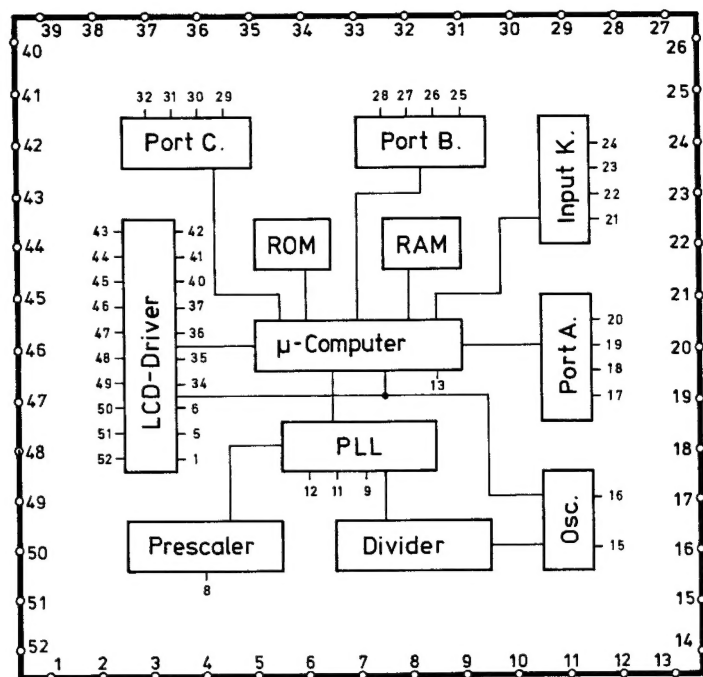 39 38 37 36 35 34 33 32 31 30 29 28 27
40 26
41 25
42 24
43 23
44 22
45 21
46 20
47 19
48 18
49 17
50 16
51 15
52 14
1 2 3 4 5 6 7 8 9 10 11 12 13
32 31 30 29
Port C.
28 27 26 25
Port B.
Input K.
24
23
22
21
ROM
RAM
LCD-Driver
43 42
44 41
45 40
46 37
47 36
48 35
49 34
50 6
51 5
52 1
µ-Computer
13
Port A.
20
19
18
17
PLL
12 11 9
Osc.
16
15
Prescaler
8
Divider